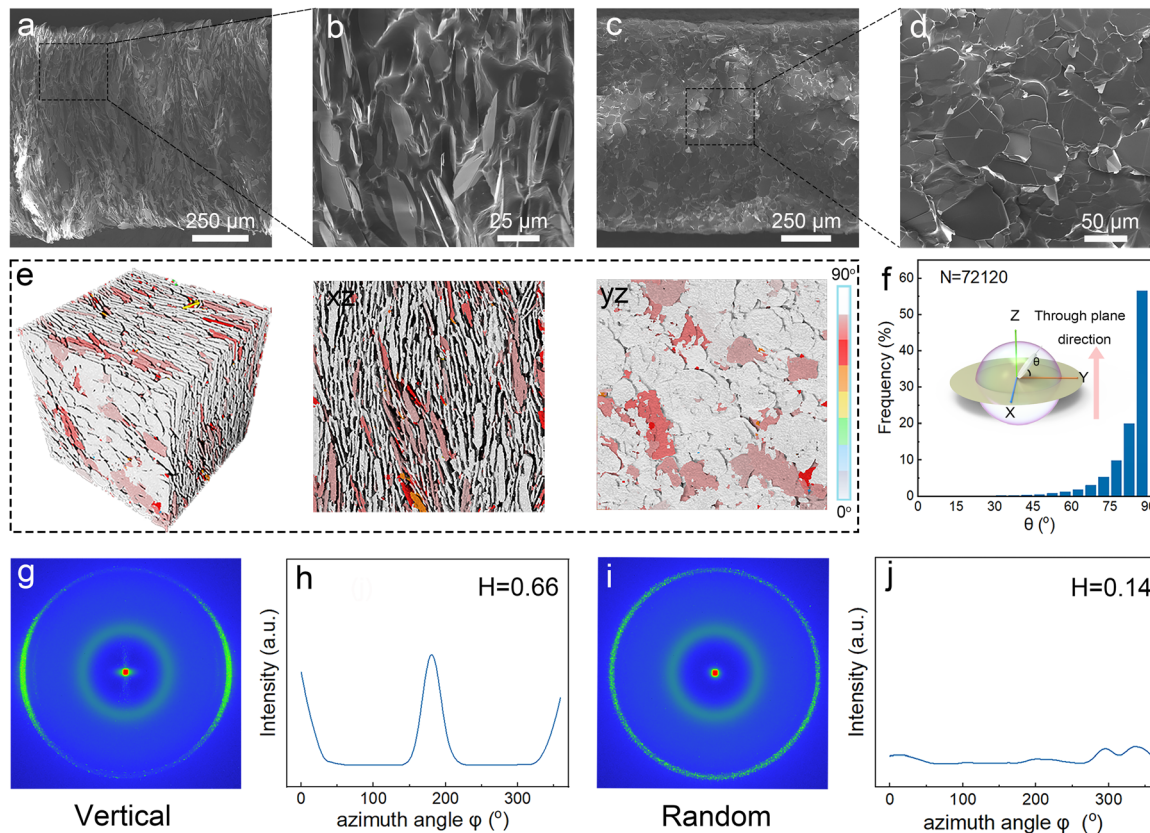 a
250 μm
b
25 μm
c
250 μm
d
50 μm
e
xz
yz
90°
0°
f
N=72120
Through plane
direction
Z
θ
Y
X
Frequency (%)
60
50
40
30
20
10
0
0 15 30 45 60 75 90
θ (°)
g
Vertical
h
H=0.66
Intensity (a.u.)
0 100 200 300
azimuth angle φ (°)
i
Random
j
H=0.14
Intensity (a.u.)
0 100 200 300
azimuth angle φ (°)